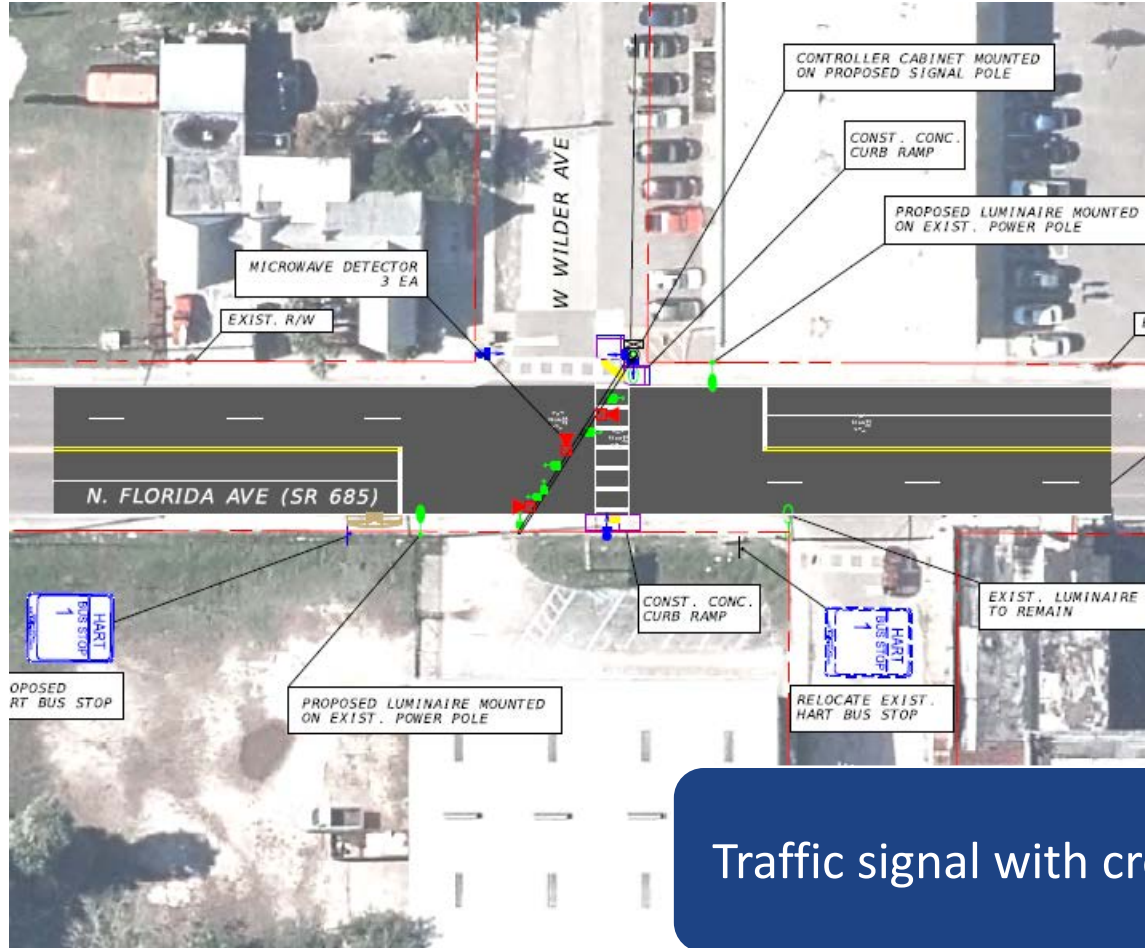 CONTROLLER CABINET MOUNTED
ON PROPOSED SIGNAL POLE
CONST. CONC.
CURB RAMP
PROPOSED LUMINAIRE MOUNTED
ON EXIST. POWER POLE
W WILDER AVE
MICROWAVE DETECTOR
3 EA
EXIST. R/W
N. FLORIDA AVE (SR 685)
HART
BUS STOP
1
OPOSED
RT BUS STOP
PROPOSED LUMINAIRE MOUNTED
ON EXIST. POWER POLE
CONST. CONC.
CURB RAMP
HART
BUS STOP
1
RELOCATE EXIST.
HART BUS STOP
EXIST. LUMINAIRE
TO REMAIN
Traffic signal with cr